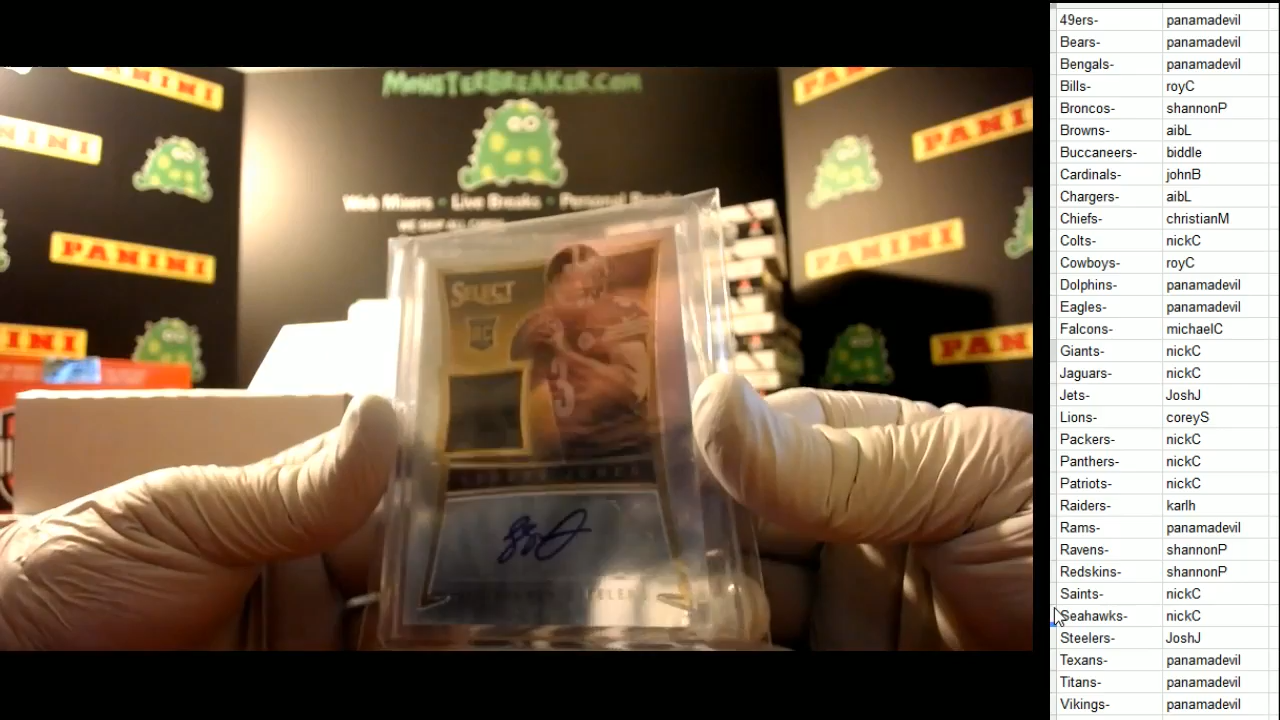 PANINI
PANINI
PANINI
PANINI
MONSTERBREAKER.COM
Web Mixers · Live Breaks · Personal Breaks
PANINI
PANINI
PANINI
PANINI
SELECT
RC
49ers- panamadevil
Bears- panamadevil
Bengals- panamadevil
Bills- royC
Broncos- shannonP
Browns- aibL
Buccaneers- biddle
Cardinals- johnB
Chargers- aibL
Chiefs- christianM
Colts- nickC
Cowboys- royC
Dolphins- panamadevil
Eagles- panamadevil
Falcons- michaelC
Giants- nickC
Jaguars- nickC
Jets- JoshJ
Lions- coreyS
Packers- nickC
Panthers- nickC
Patriots- nickC
Raiders- karlh
Rams- panamadevil
Ravens- shannonP
Redskins- shannonP
Saints- nickC
Seahawks- nickC
Steelers- JoshJ
Texans- panamadevil
Titans- panamadevil
Vikings- panamadevil